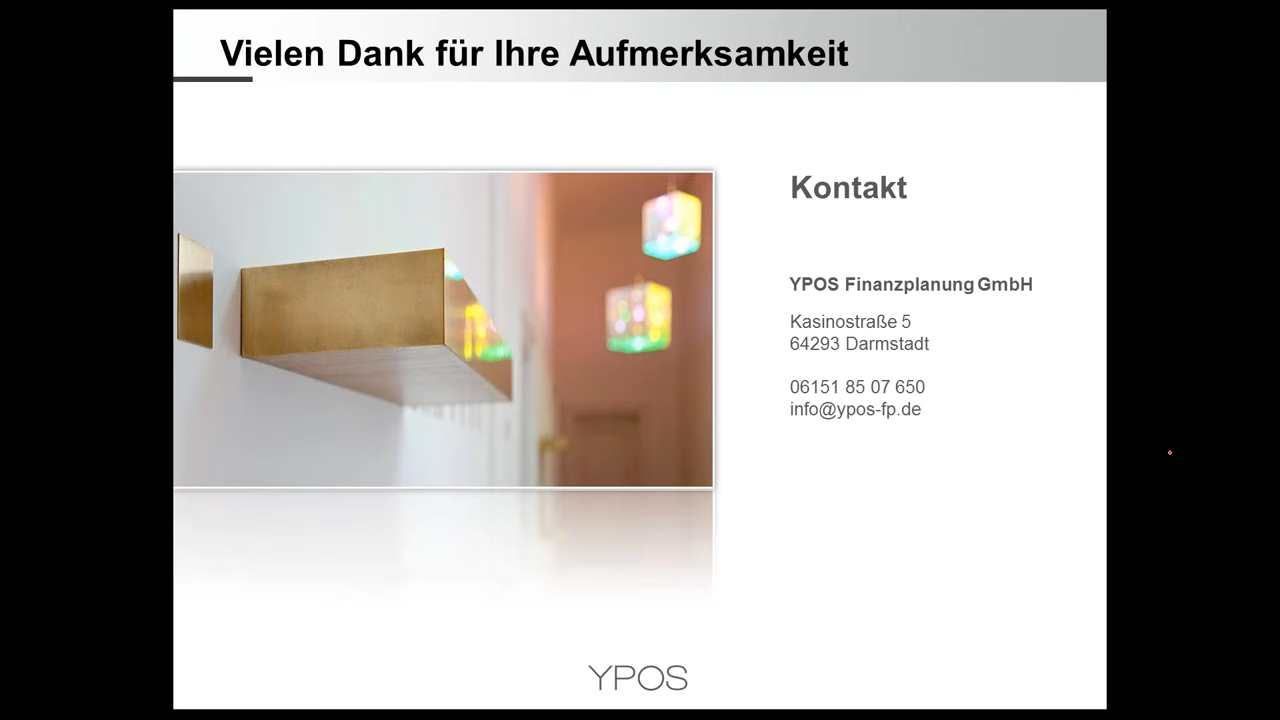 Vielen Dank für Ihre Aufmerksamkeit
Kontakt
YPOS Finanzplanung GmbH
Kasinostraße 5
64293 Darmstadt
06151 85 07 650
info@ypos-fp.de
YPOS